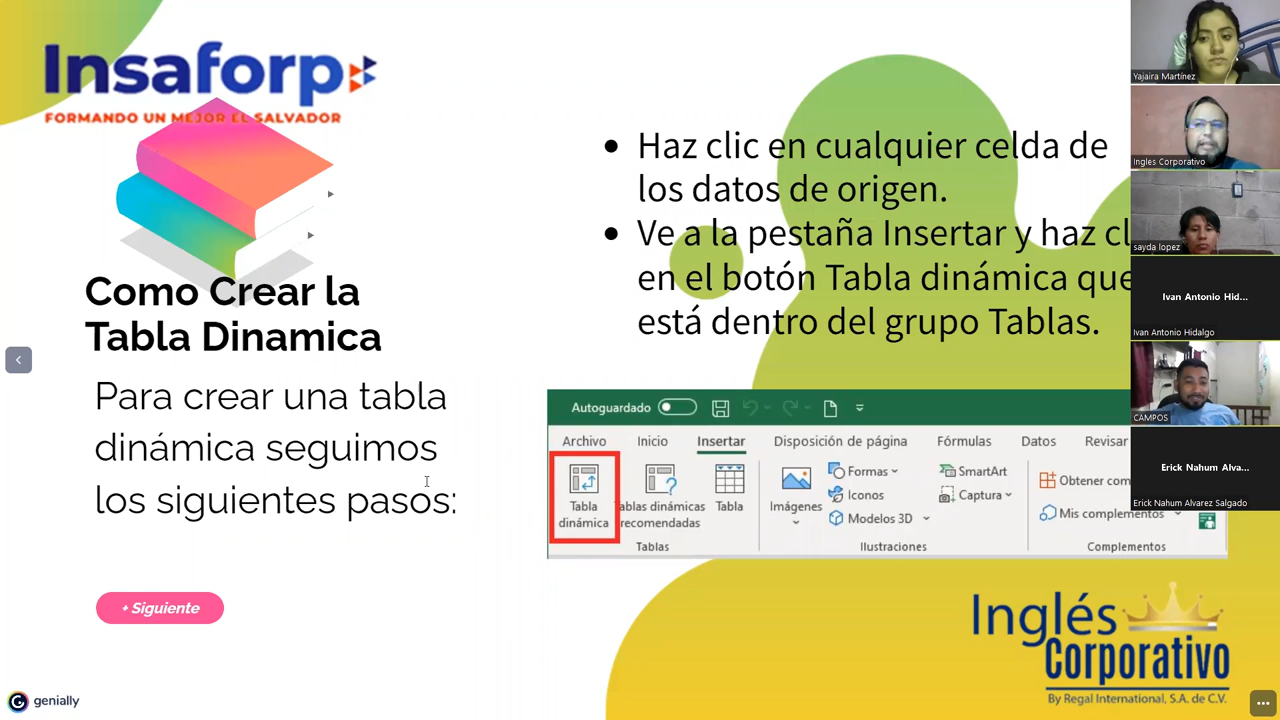 Insaforp
FORMANDO UN MEJOR EL SALVADOR
Como Crear la
Tabla Dinamica
Para crear una tabla
dinámica seguimos
los siguientes pasos:
+ Siguiente
genially
• Haz clic en cualquier celda de
los datos de origen.
• Ve a la pestaña Insertar y haz cl
en el botón Tabla dinámica que
está dentro del grupo Tablas.
Autoguardado
Archivo Inicio Insertar Disposición de página Fórmulas Datos Revisar
Tabla
dinámica
Tablas dinámicas
recomendadas
Tabla
Tablas
Imágenes
Formas
Iconos
Modelos 3D
SmartArt
Captura
Ilustraciones
Obtener com
Mis complementos
Complementos
Inglés
Corporativo
By Regal International, S.A. de C.V.
Yajaira Martínez
Ingles Corporativo
sayda lopez
Ivan Antonio Hid...
Ivan Antonio Hidalgo
CAMPOS
Erick Nahum Alva...
Erick Nahum Alvarez Salgado